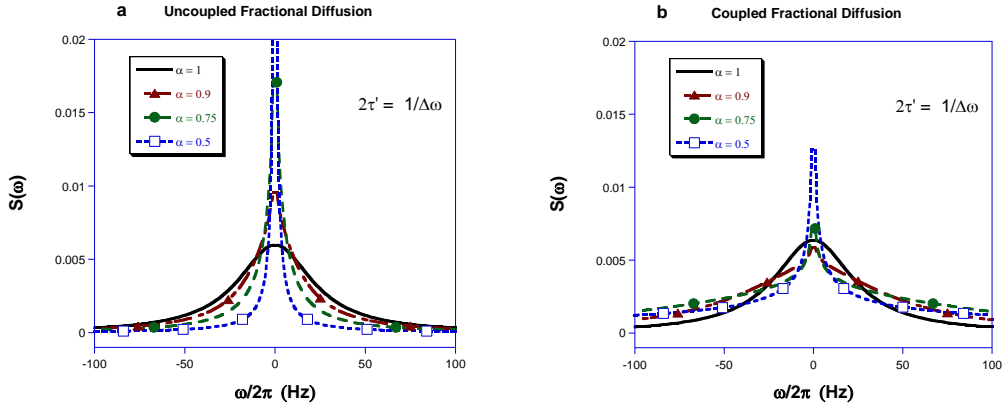 a Uncoupled Fractional Diffusion
0.02
0.015
0.01
0.005
0
S(ω)
α = 1
α = 0.9
α = 0.75
α = 0.5
2τ' = 1/Δω
-100 -50 0 50 100
ω/2π (Hz)
b Coupled Fractional Diffusion
0.02
0.015
0.01
0.005
0
S(ω)
α = 1
α = 0.9
α = 0.75
α = 0.5
2τ' = 1/Δω
-100 -50 0 50 100
ω/2π (Hz)